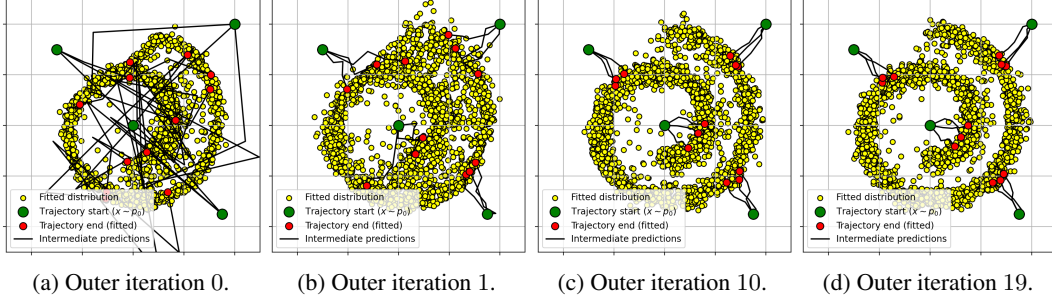 Fitted distribution
Trajectory start (x ~ p₀)
Trajectory end (fitted)
Intermediate predictions
Fitted distribution
Trajectory start (x ~ p₀)
Trajectory end (fitted)
Intermediate predictions
Fitted distribution
Trajectory start (x ~ p₀)
Trajectory end (fitted)
Intermediate predictions
Fitted distribution
Trajectory start (x ~ p₀)
Trajectory end (fitted)
Intermediate predictions
(a) Outer iteration 0.
(b) Outer iteration 1.
(c) Outer iteration 10.
(d) Outer iteration 19.